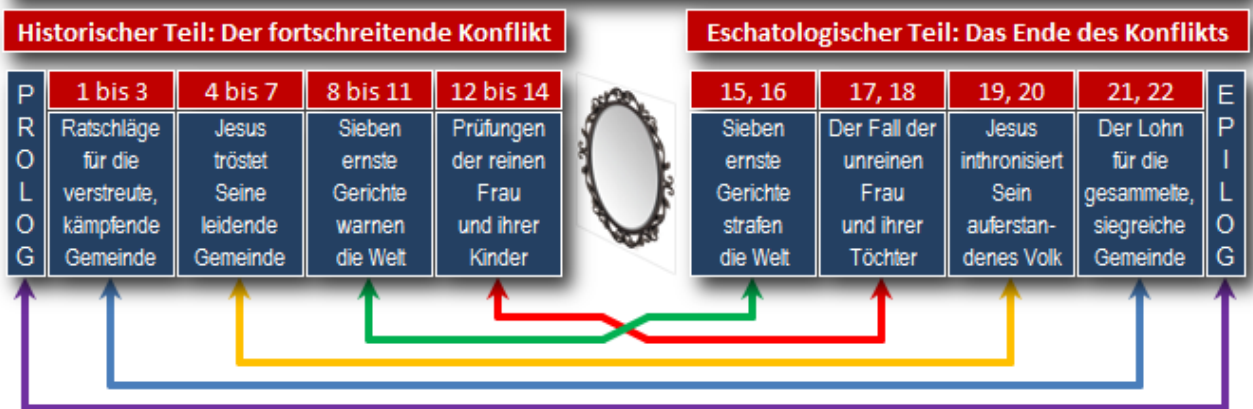 Historischer Teil: Der fortschreitende Konflikt
Eschatologischer Teil: Das Ende des Konflikts
P
R
O
L
O
G
1 bis 3
Ratschläge
für die
verstreute,
kämpfende
Gemeinde
4 bis 7
Jesus
tröstet
Seine
leidende
Gemeinde
8 bis 11
Sieben
ernste
Gerichte
warnen
die Welt
12 bis 14
Prüfungen
der reinen
Frau
und ihrer
Kinder
15, 16
Sieben
ernste
Gerichte
strafen
die Welt
17, 18
Der Fall der
unreinen
Frau
und ihrer
Töchter
19, 20
Jesus
inthronisiert
Sein
auferstan-
denes Volk
21, 22
Der Lohn
für die
gesammelte,
siegreiche
Gemeinde
E
P
I
L
O
G